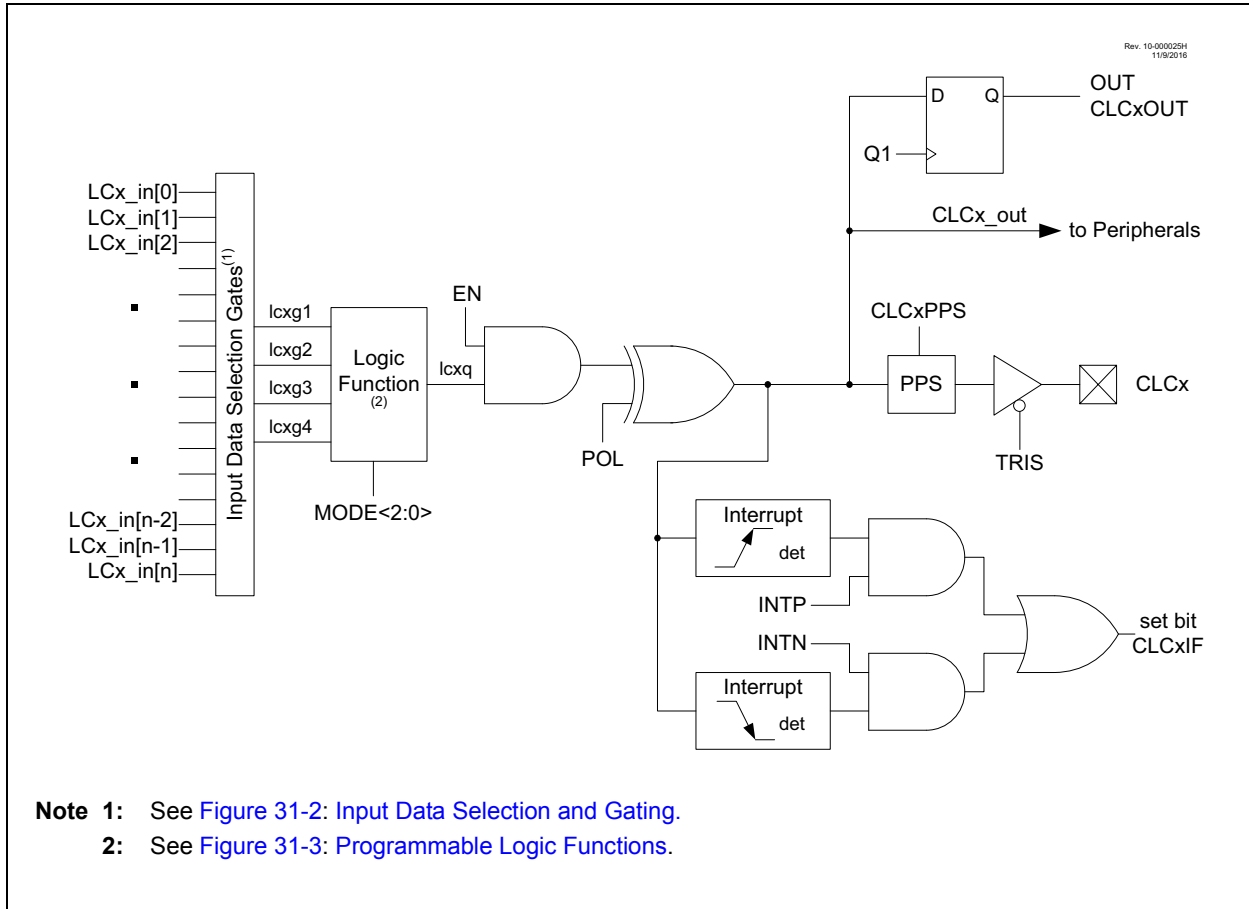 Rev. 10-000025H
11/9/2016
D Q
OUT
CLCxOUT
Q1
CLCx_out
to Peripherals
LCx_in[0]
LCx_in[1]
LCx_in[2]
LCx_in[n-2]
LCx_in[n-1]
LCx_in[n]
Input Data Selection Gates(1)
lcxg1
lcxg2
lcxg3
lcxg4
Logic
Function
(2)
MODE<2:0>
lcxq
EN
POL
CLCxPPS
PPS
TRIS
CLCx
Interrupt
det
INTP
INTN
Interrupt
det
set bit
CLCxIF
Note 1: See Figure 31-2: Input Data Selection and Gating.
2: See Figure 31-3: Programmable Logic Functions.